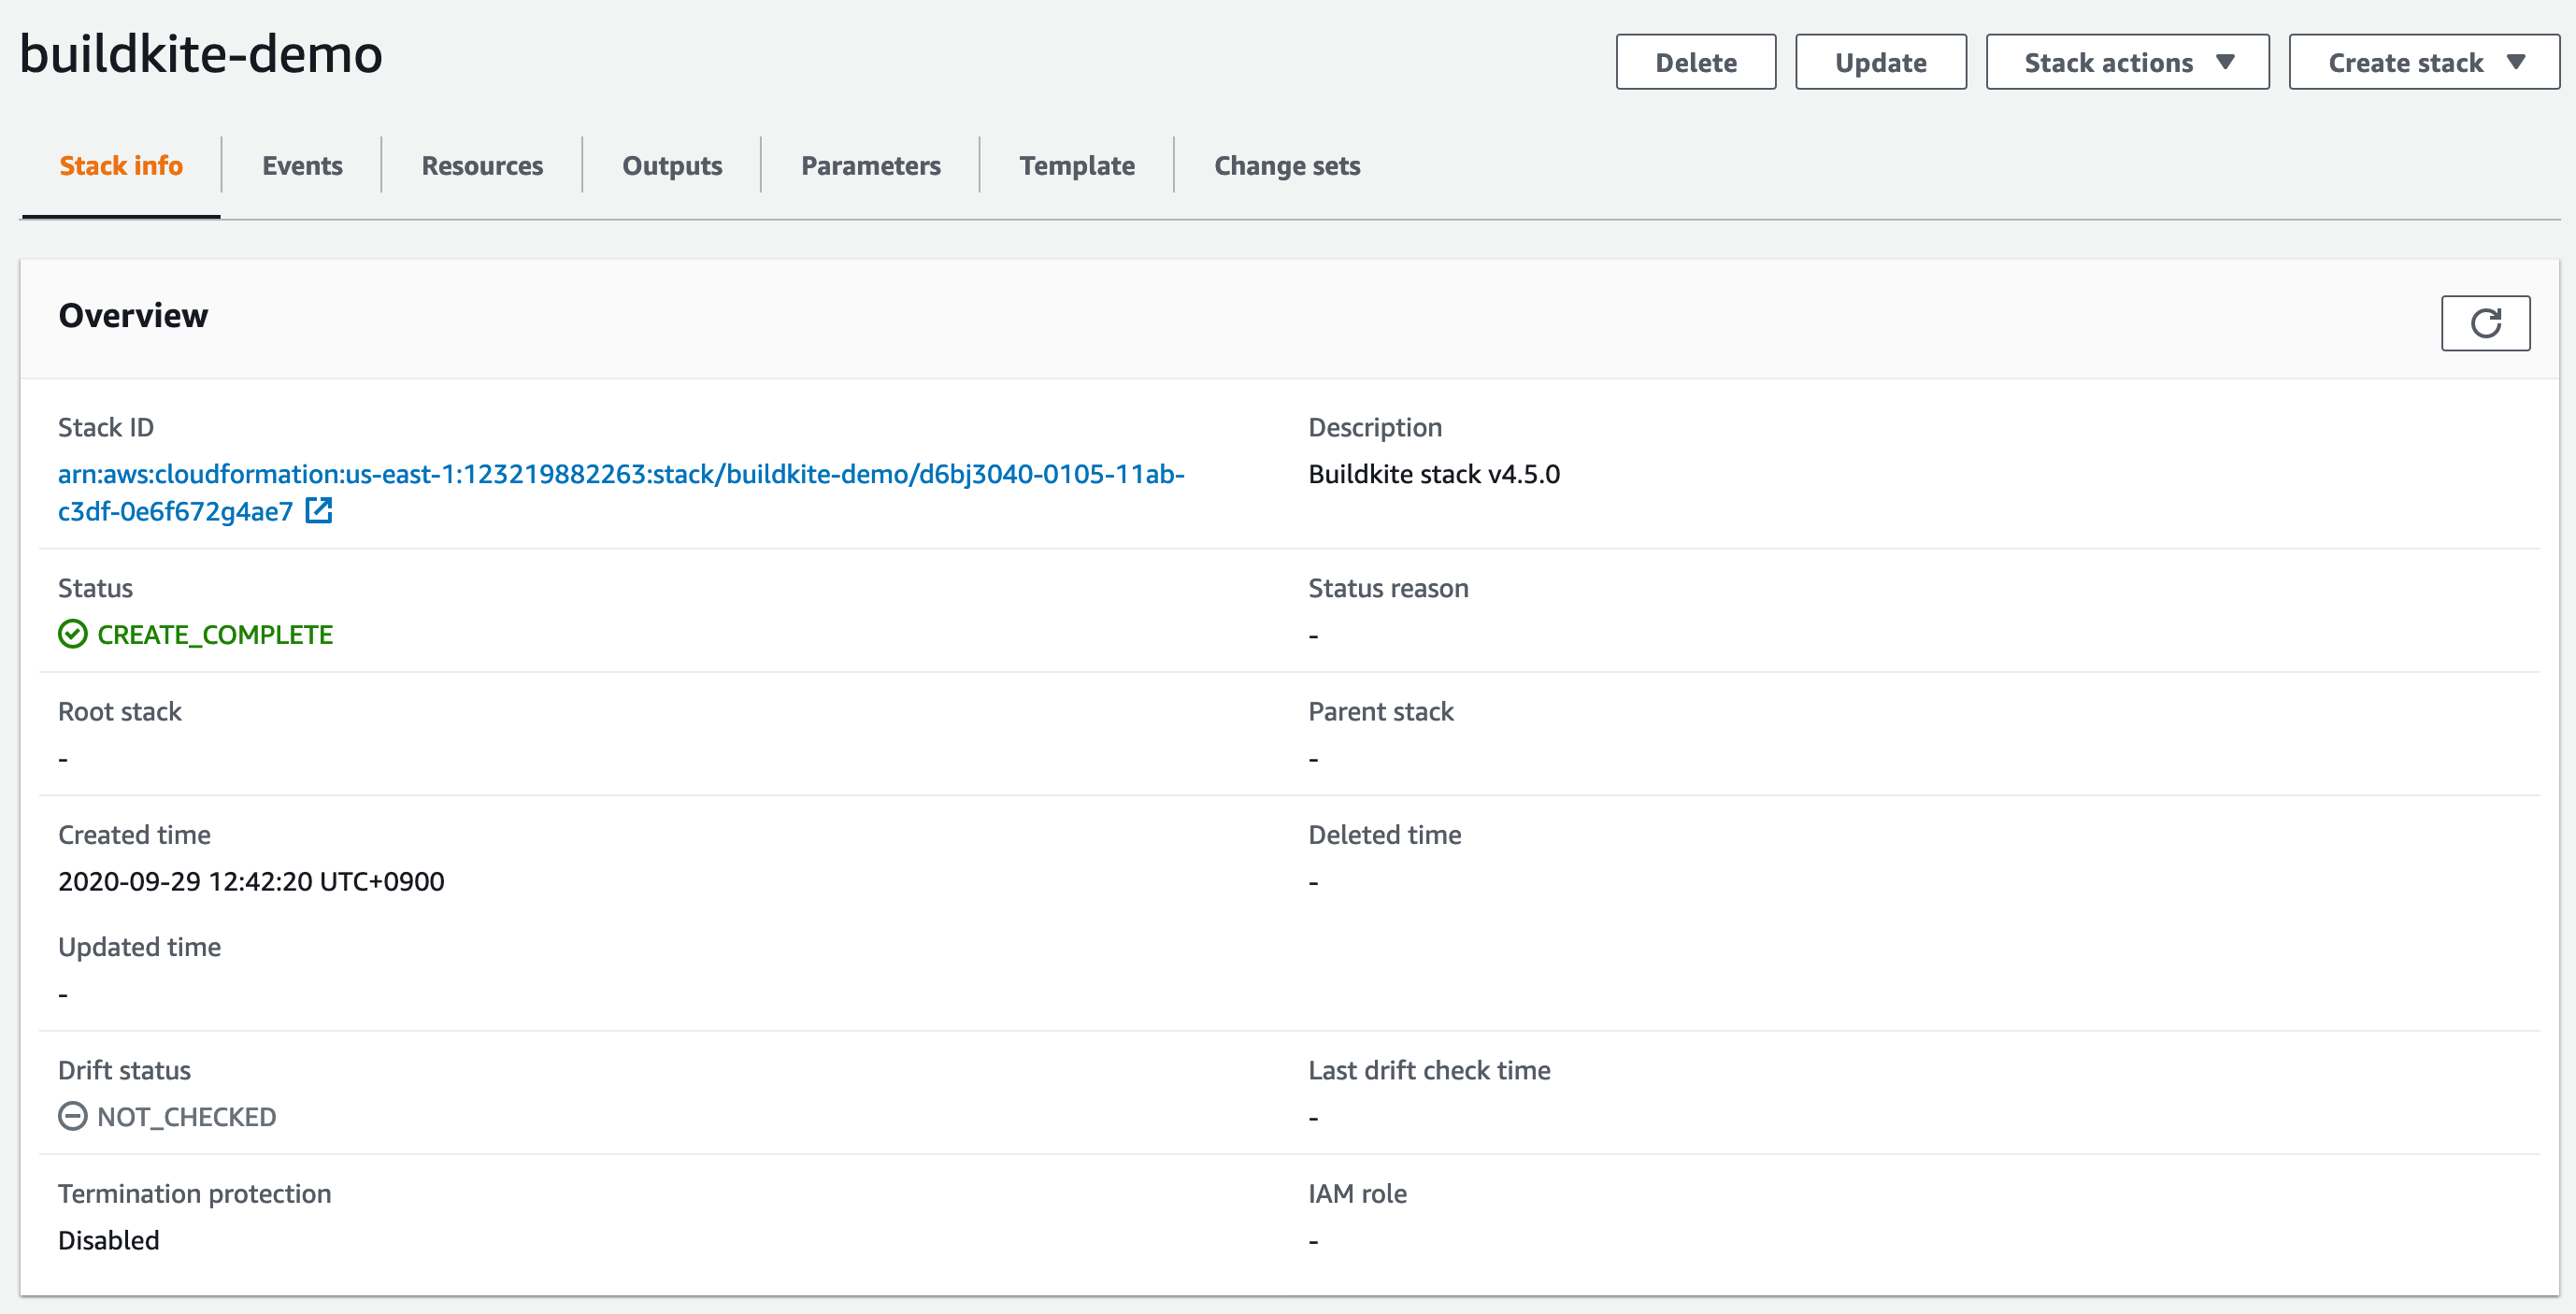 buildkite-demo
Delete
Update
Stack actions
Create stack
Stack info
Events
Resources
Outputs
Parameters
Template
Change sets
Overview
Stack ID
arn:aws:cloudformation:us-east-1:123219882263:stack/buildkite-demo/d6bj3040-0105-11ab-
c3df-0e6f672g4ae7
Description
Buildkite stack v4.5.0
Status
CREATE_COMPLETE
Status reason
-
Root stack
-
Parent stack
-
Created time
2020-09-29 12:42:20 UTC+0900
Deleted time
-
Updated time
-
Drift status
NOT_CHECKED
Last drift check time
-
Termination protection
Disabled
IAM role
-